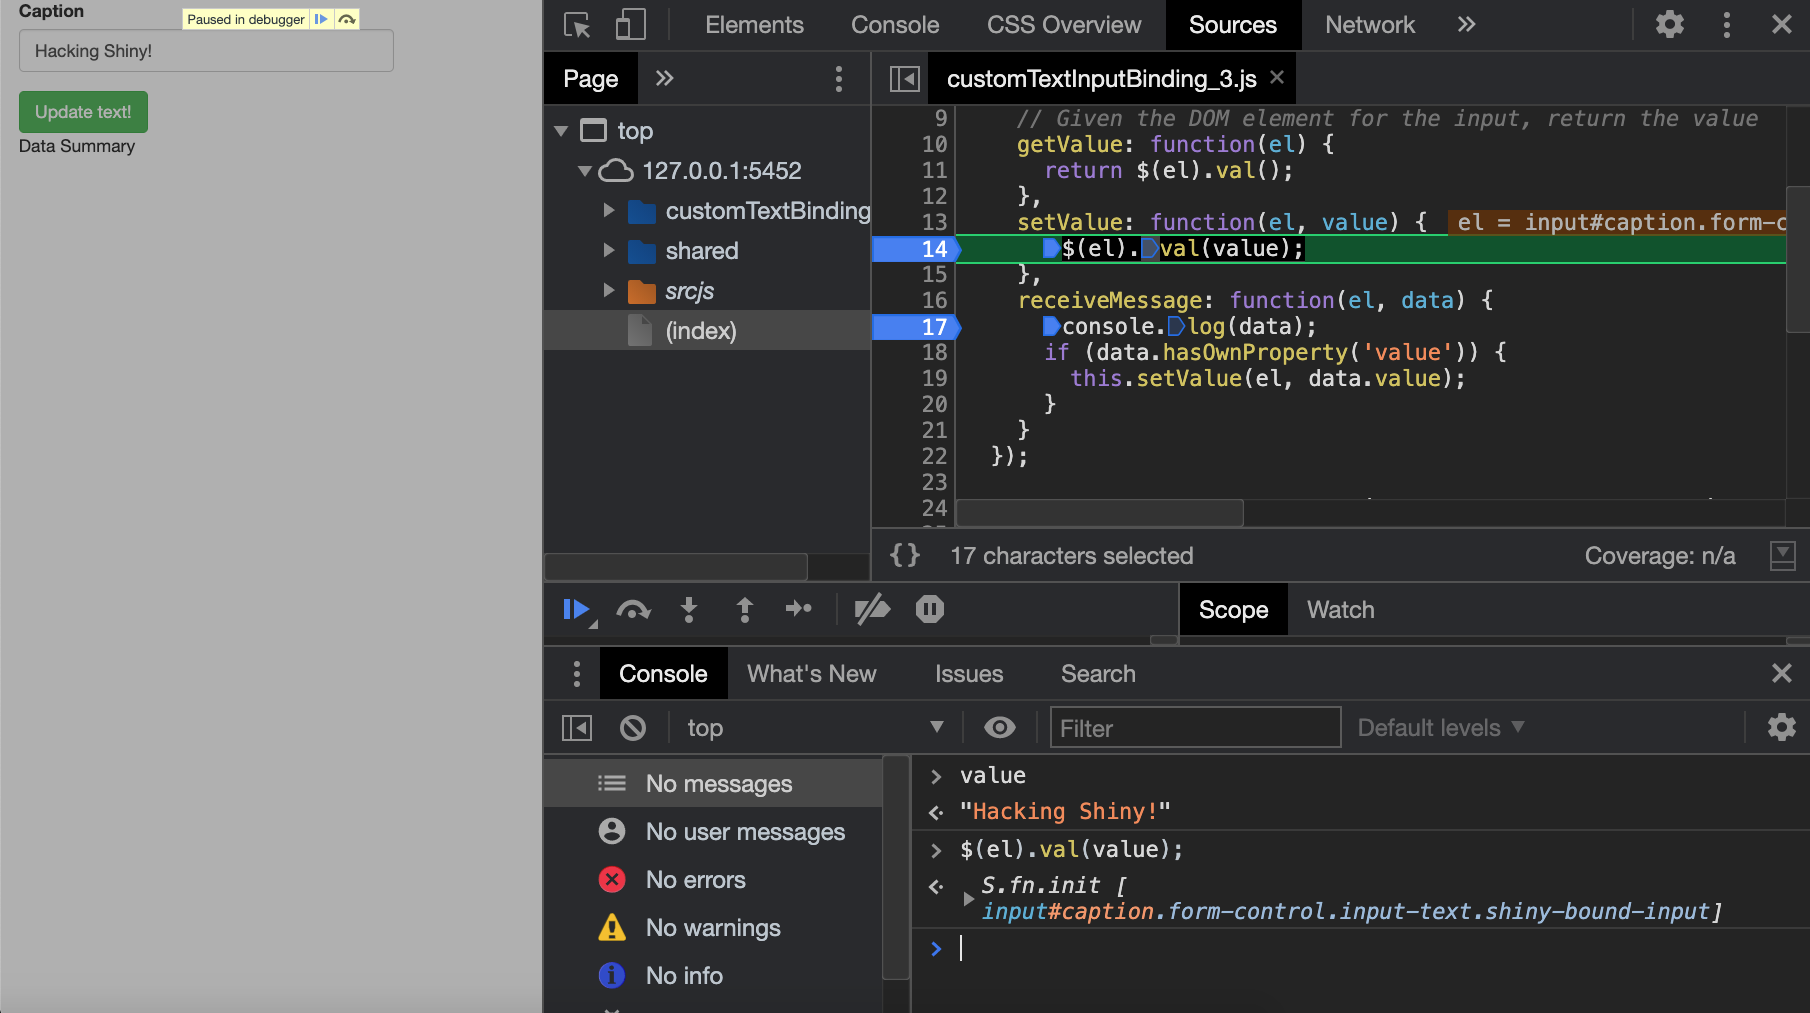 Caption
Paused in debugger
Hacking Shiny!
Update text!
Data Summary
Elements Console CSS Overview Sources Network
Page
customTextInputBinding_3.js
top
127.0.0.1:5452
customTextBinding
shared
srcjs
(index)
9 // Given the DOM element for the input, return the value
10 getValue: function(el) {
11 return $(el).val();
12 },
13 setValue: function(el, value) { el = input#caption.form-c
14 $(el).val(value);
15 },
16 receiveMessage: function(el, data) {
17 console.log(data);
18 if (data.hasOwnProperty('value')) {
19 this.setValue(el, data.value);
20 }
21 }
22 });
23
24
{} 17 characters selected Coverage: n/a
Scope Watch
Console What's New Issues Search
top Filter Default levels
No messages
No user messages
No errors
No warnings
No info
> value
"Hacking Shiny!"
> $(el).val(value);
S.fn.init [
input#caption.form-control.input-text.shiny-bound-input]
>